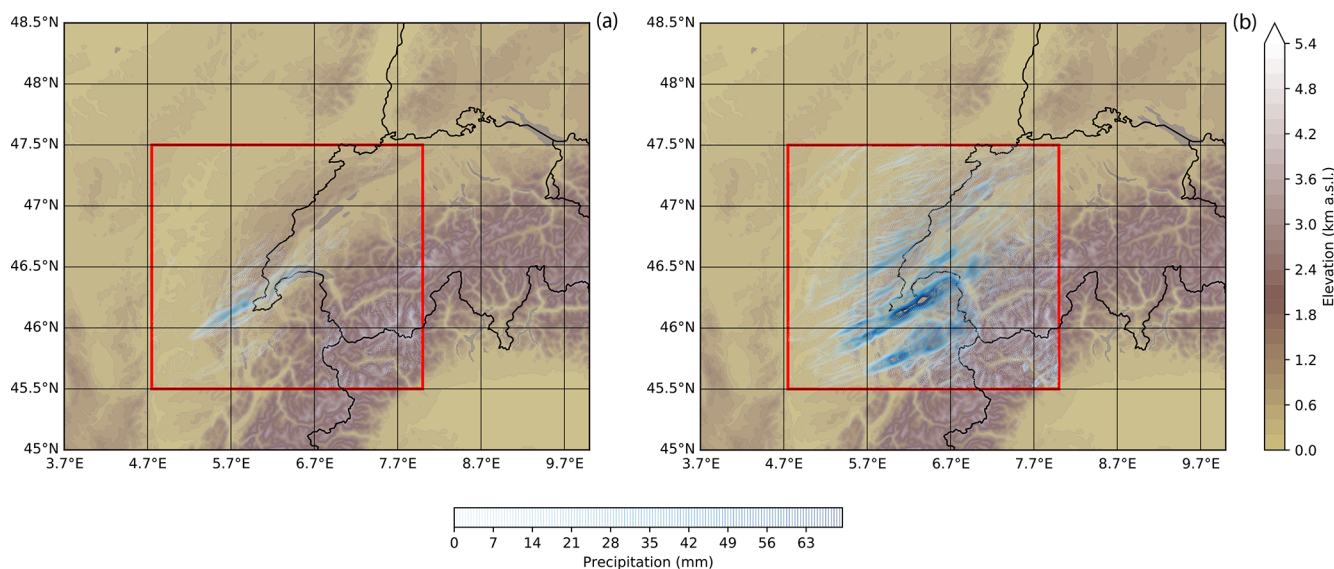 (a)
48.5°N
48°N
47.5°N
47°N
46.5°N
46°N
45.5°N
45°N
3.7°E 4.7°E 5.7°E 6.7°E 7.7°E 8.7°E 9.7°E
(b)
48.5°N
48°N
47.5°N
47°N
46.5°N
46°N
45.5°N
45°N
3.7°E 4.7°E 5.7°E 6.7°E 7.7°E 8.7°E 9.7°E
5.4
4.8
4.2
3.6
3.0
2.4
1.8
1.2
0.6
0.0
Elevation (km a.s.l.)
0 7 14 21 28 35 42 49 56 63
Precipitation (mm)